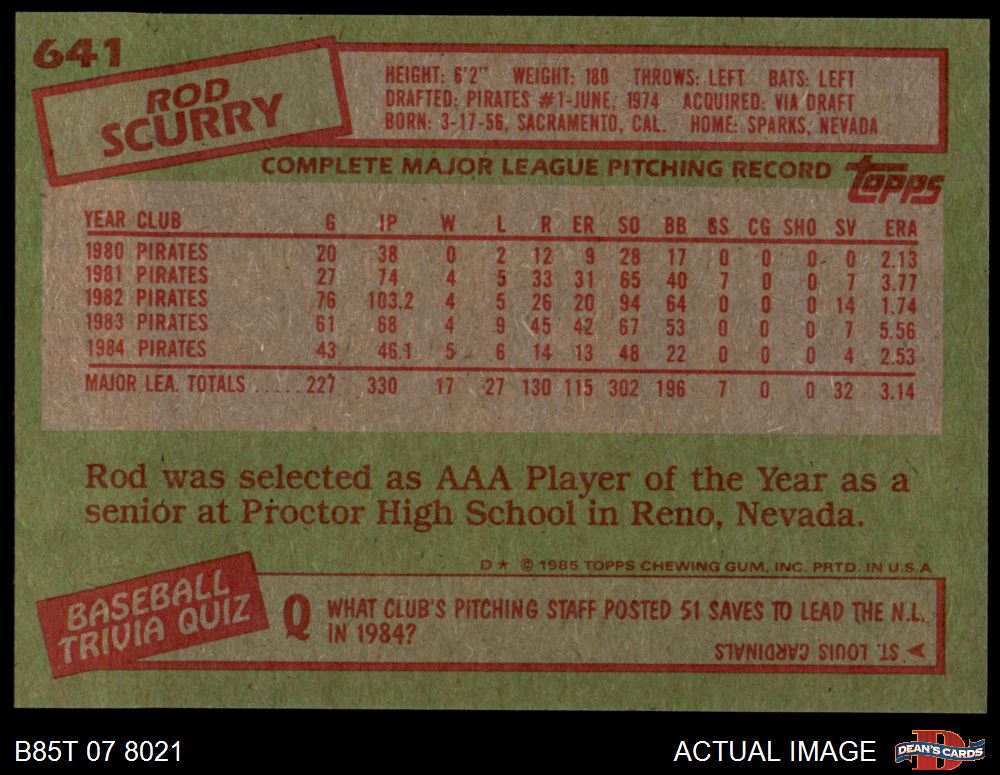 641
ROD
SCURRY
HEIGHT: 6'2" WEIGHT: 180 THROWS: LEFT BATS: LEFT
DRAFTED: PIRATES #1-JUNE, 1974 ACQUIRED: VIA DRAFT
BORN: 3-17-56, SACRAMENTO, CAL. HOME: SPARKS, NEVADA
COMPLETE MAJOR LEAGUE PITCHING RECORD
topps
YEAR CLUB G IP W L R ER SO BB GS CG SHO SV ERA
1980 PIRATES 20 38 0 2 12 9 28 17 0 0 0 0 2.13
1981 PIRATES 27 74 4 5 33 31 65 40 7 0 0 7 3.77
1982 PIRATES 76 103.2 4 5 26 20 94 64 0 0 0 14 1.74
1983 PIRATES 61 68 4 9 45 42 67 53 0 0 0 7 5.56
1984 PIRATES 43 46.1 5 6 14 13 48 22 0 0 0 4 2.53
MAJOR LEA. TOTALS ..... 227 330 17 27 130 115 302 196 7 0 0 32 3.14
Rod was selected as AAA Player of the Year as a
senior at Proctor High School in Reno, Nevada.
D * © 1985 TOPPS CHEWING GUM, INC. PRTD. IN U.S.A
BASEBALL
TRIVIA QUIZ
Q WHAT CLUB'S PITCHING STAFF POSTED 51 SAVES TO LEAD THE N.L.
IN 1984?
ST. LOUIS CARDINALS
B85T 07 8021
ACTUAL IMAGE
D
DEAN'S CARDS